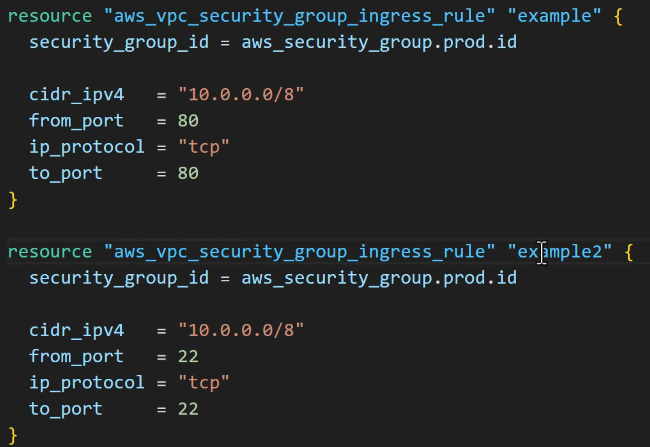 resource "aws_vpc_security_group_ingress_rule" "example" {
  security_group_id = aws_security_group.prod.id

  cidr_ipv4   = "10.0.0.0/8"
  from_port   = 80
  ip_protocol = "tcp"
  to_port     = 80
}

resource "aws_vpc_security_group_ingress_rule" "example2" {
  security_group_id = aws_security_group.prod.id

  cidr_ipv4   = "10.0.0.0/8"
  from_port   = 22
  ip_protocol = "tcp"
  to_port     = 22
}